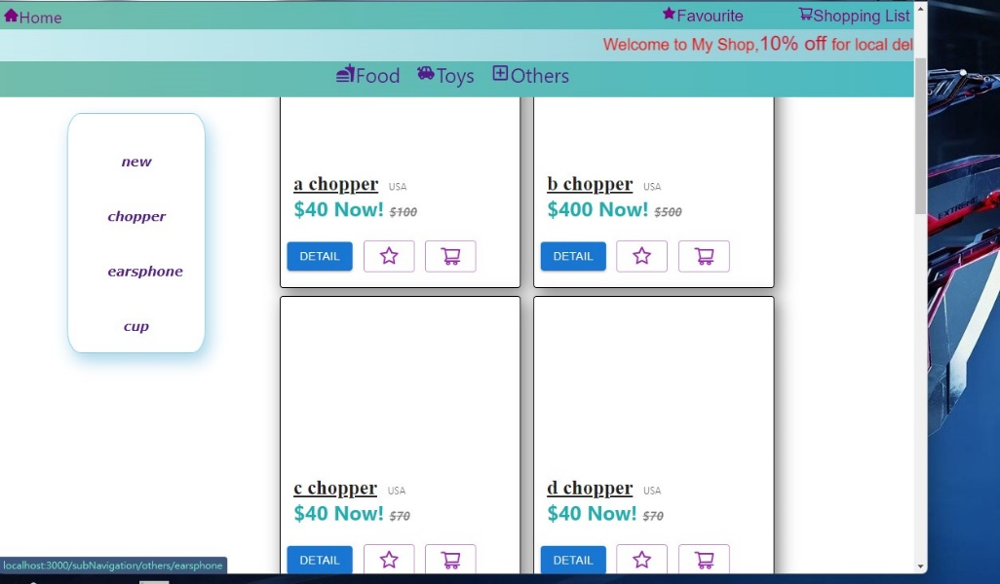 Home Favourite Shopping List
Welcome to My Shop,10% off for local del
Food Toys Others
new
chopper
earsphone
cup
a chopper USA
$40 Now! $100
DETAIL
b chopper USA
$400 Now! $500
DETAIL
c chopper USA
$40 Now! $70
DETAIL
d chopper USA
$40 Now! $70
DETAIL
localhost:3000/subNavigation/others/earsphone
EXTREME